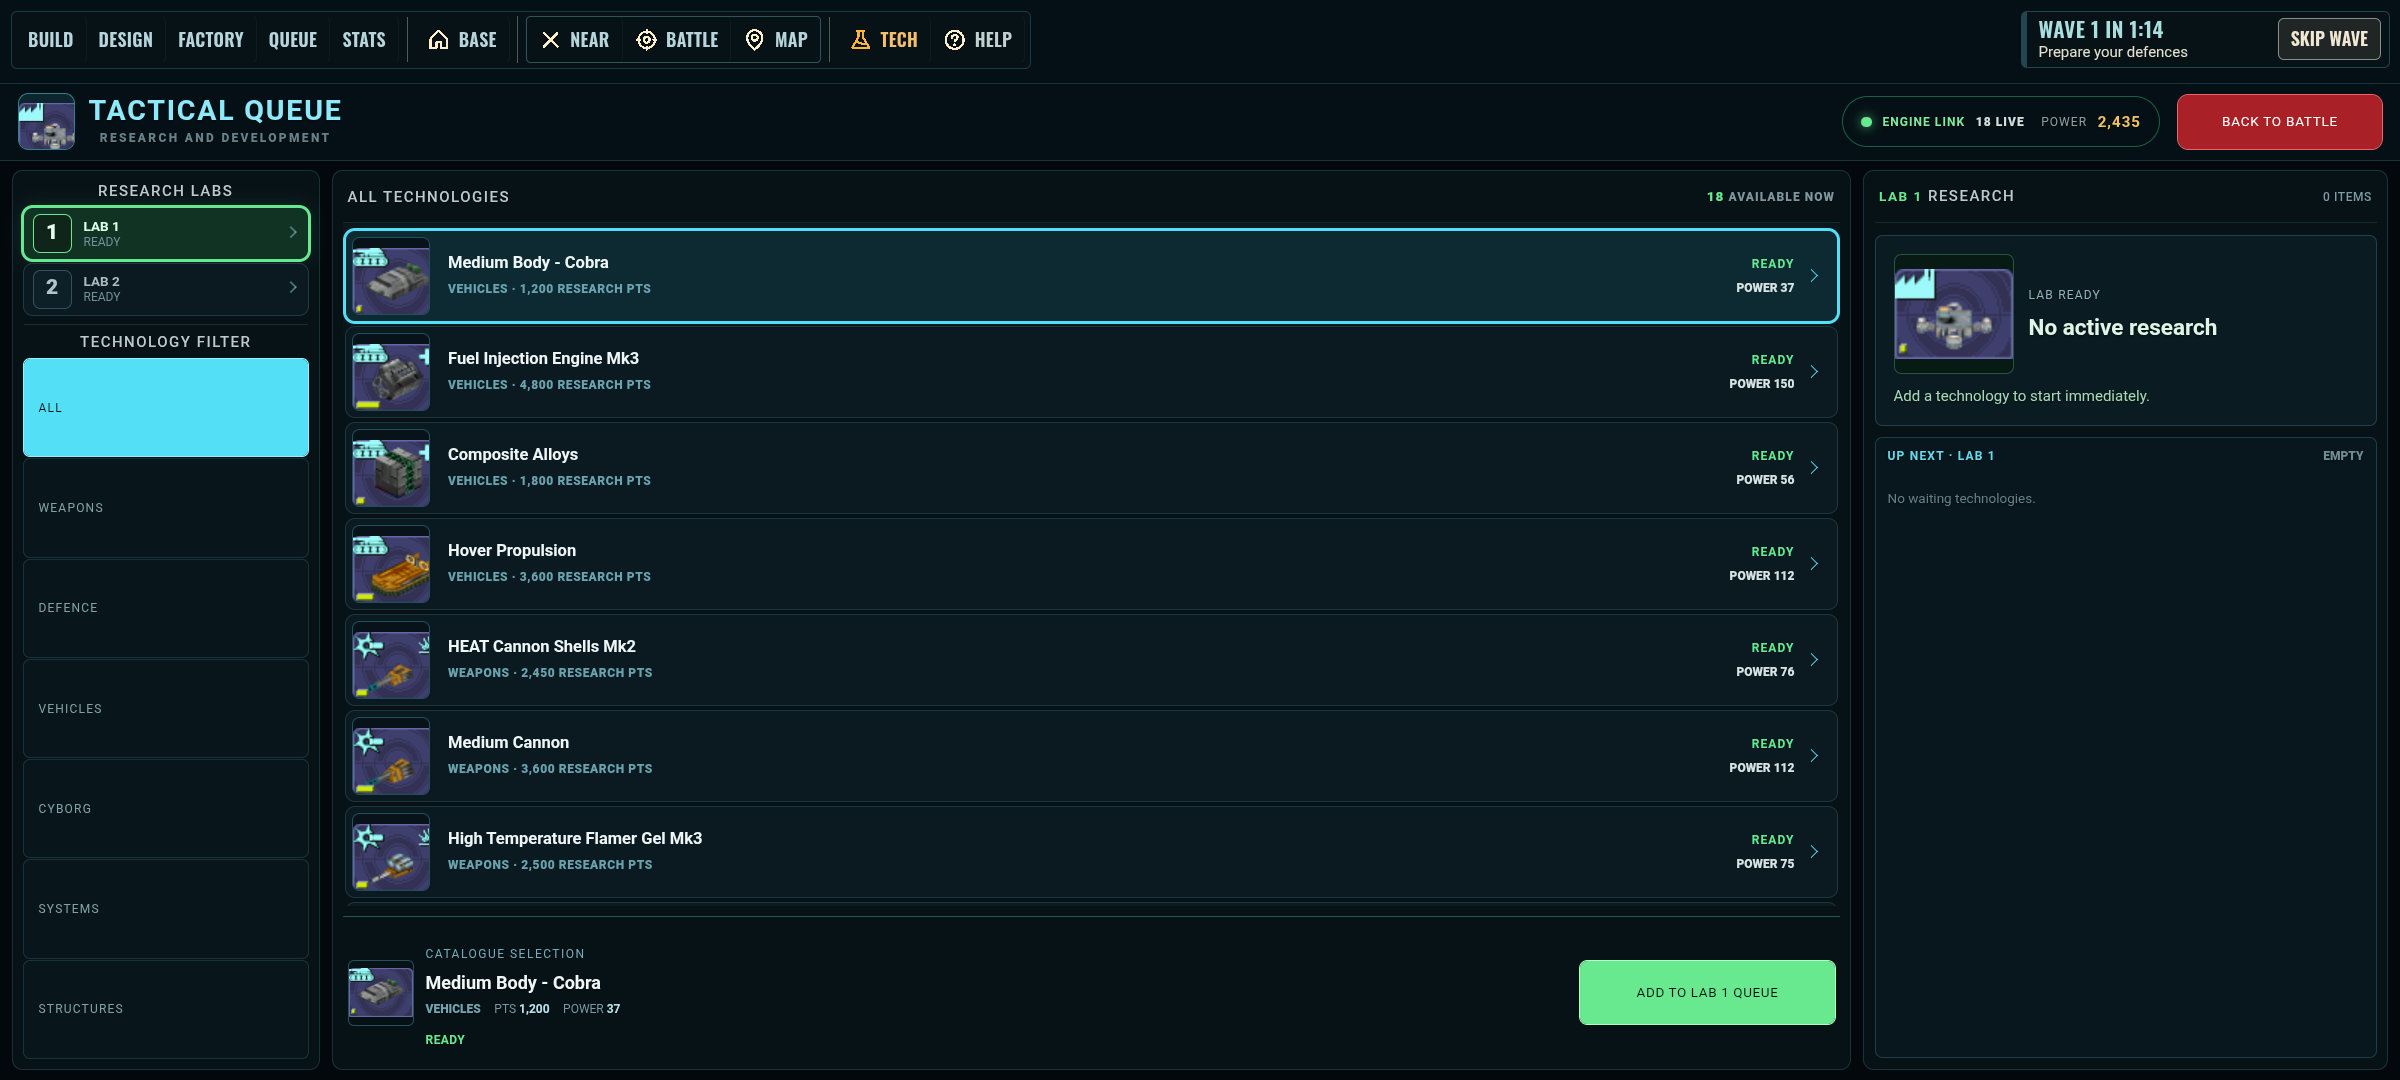 BUILD DESIGN FACTORY QUEUE STATS BASE NEAR BATTLE MAP TECH HELP
WAVE 1 IN 1:14
Prepare your defences
SKIP WAVE
TACTICAL QUEUE
RESEARCH AND DEVELOPMENT
ENGINE LINK 18 LIVE POWER 2,435
BACK TO BATTLE
RESEARCH LABS
1
LAB 1
READY
2
LAB 2
READY
TECHNOLOGY FILTER
ALL
WEAPONS
DEFENCE
VEHICLES
CYBORG
SYSTEMS
STRUCTURES
ALL TECHNOLOGIES
18 AVAILABLE NOW
Medium Body - Cobra
VEHICLES · 1,200 RESEARCH PTS
READY
POWER 37
Fuel Injection Engine Mk3
VEHICLES · 4,800 RESEARCH PTS
READY
POWER 150
Composite Alloys
VEHICLES · 1,800 RESEARCH PTS
READY
POWER 56
Hover Propulsion
VEHICLES · 3,600 RESEARCH PTS
READY
POWER 112
HEAT Cannon Shells Mk2
WEAPONS · 2,450 RESEARCH PTS
READY
POWER 76
Medium Cannon
WEAPONS · 3,600 RESEARCH PTS
READY
POWER 112
High Temperature Flamer Gel Mk3
WEAPONS · 2,500 RESEARCH PTS
READY
POWER 75
CATALOGUE SELECTION
Medium Body - Cobra
VEHICLES PTS 1,200 POWER 37
READY
ADD TO LAB 1 QUEUE
LAB 1 RESEARCH
0 ITEMS
LAB READY
No active research
Add a technology to start immediately.
UP NEXT · LAB 1
EMPTY
No waiting technologies.